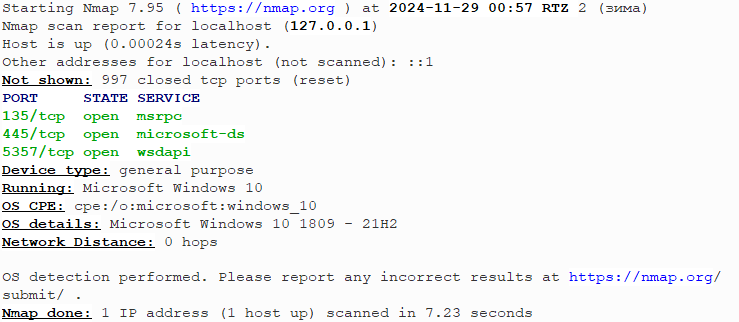 Starting Nmap 7.95 ( https://nmap.org ) at 2024-11-29 00:57 RTZ 2 (зима)
Nmap scan report for localhost (127.0.0.1)
Host is up (0.00024s latency).
Other addresses for localhost (not scanned): ::1
Not shown: 997 closed tcp ports (reset)
PORT     STATE SERVICE
135/tcp  open  msrpc
445/tcp  open  microsoft-ds
5357/tcp open  wsdapi
Device type: general purpose
Running: Microsoft Windows 10
OS CPE: cpe:/o:microsoft:windows_10
OS details: Microsoft Windows 10 1809 - 21H2
Network Distance: 0 hops
OS detection performed. Please report any incorrect results at https://nmap.org/
submit/ .
Nmap done: 1 IP address (1 host up) scanned in 7.23 seconds